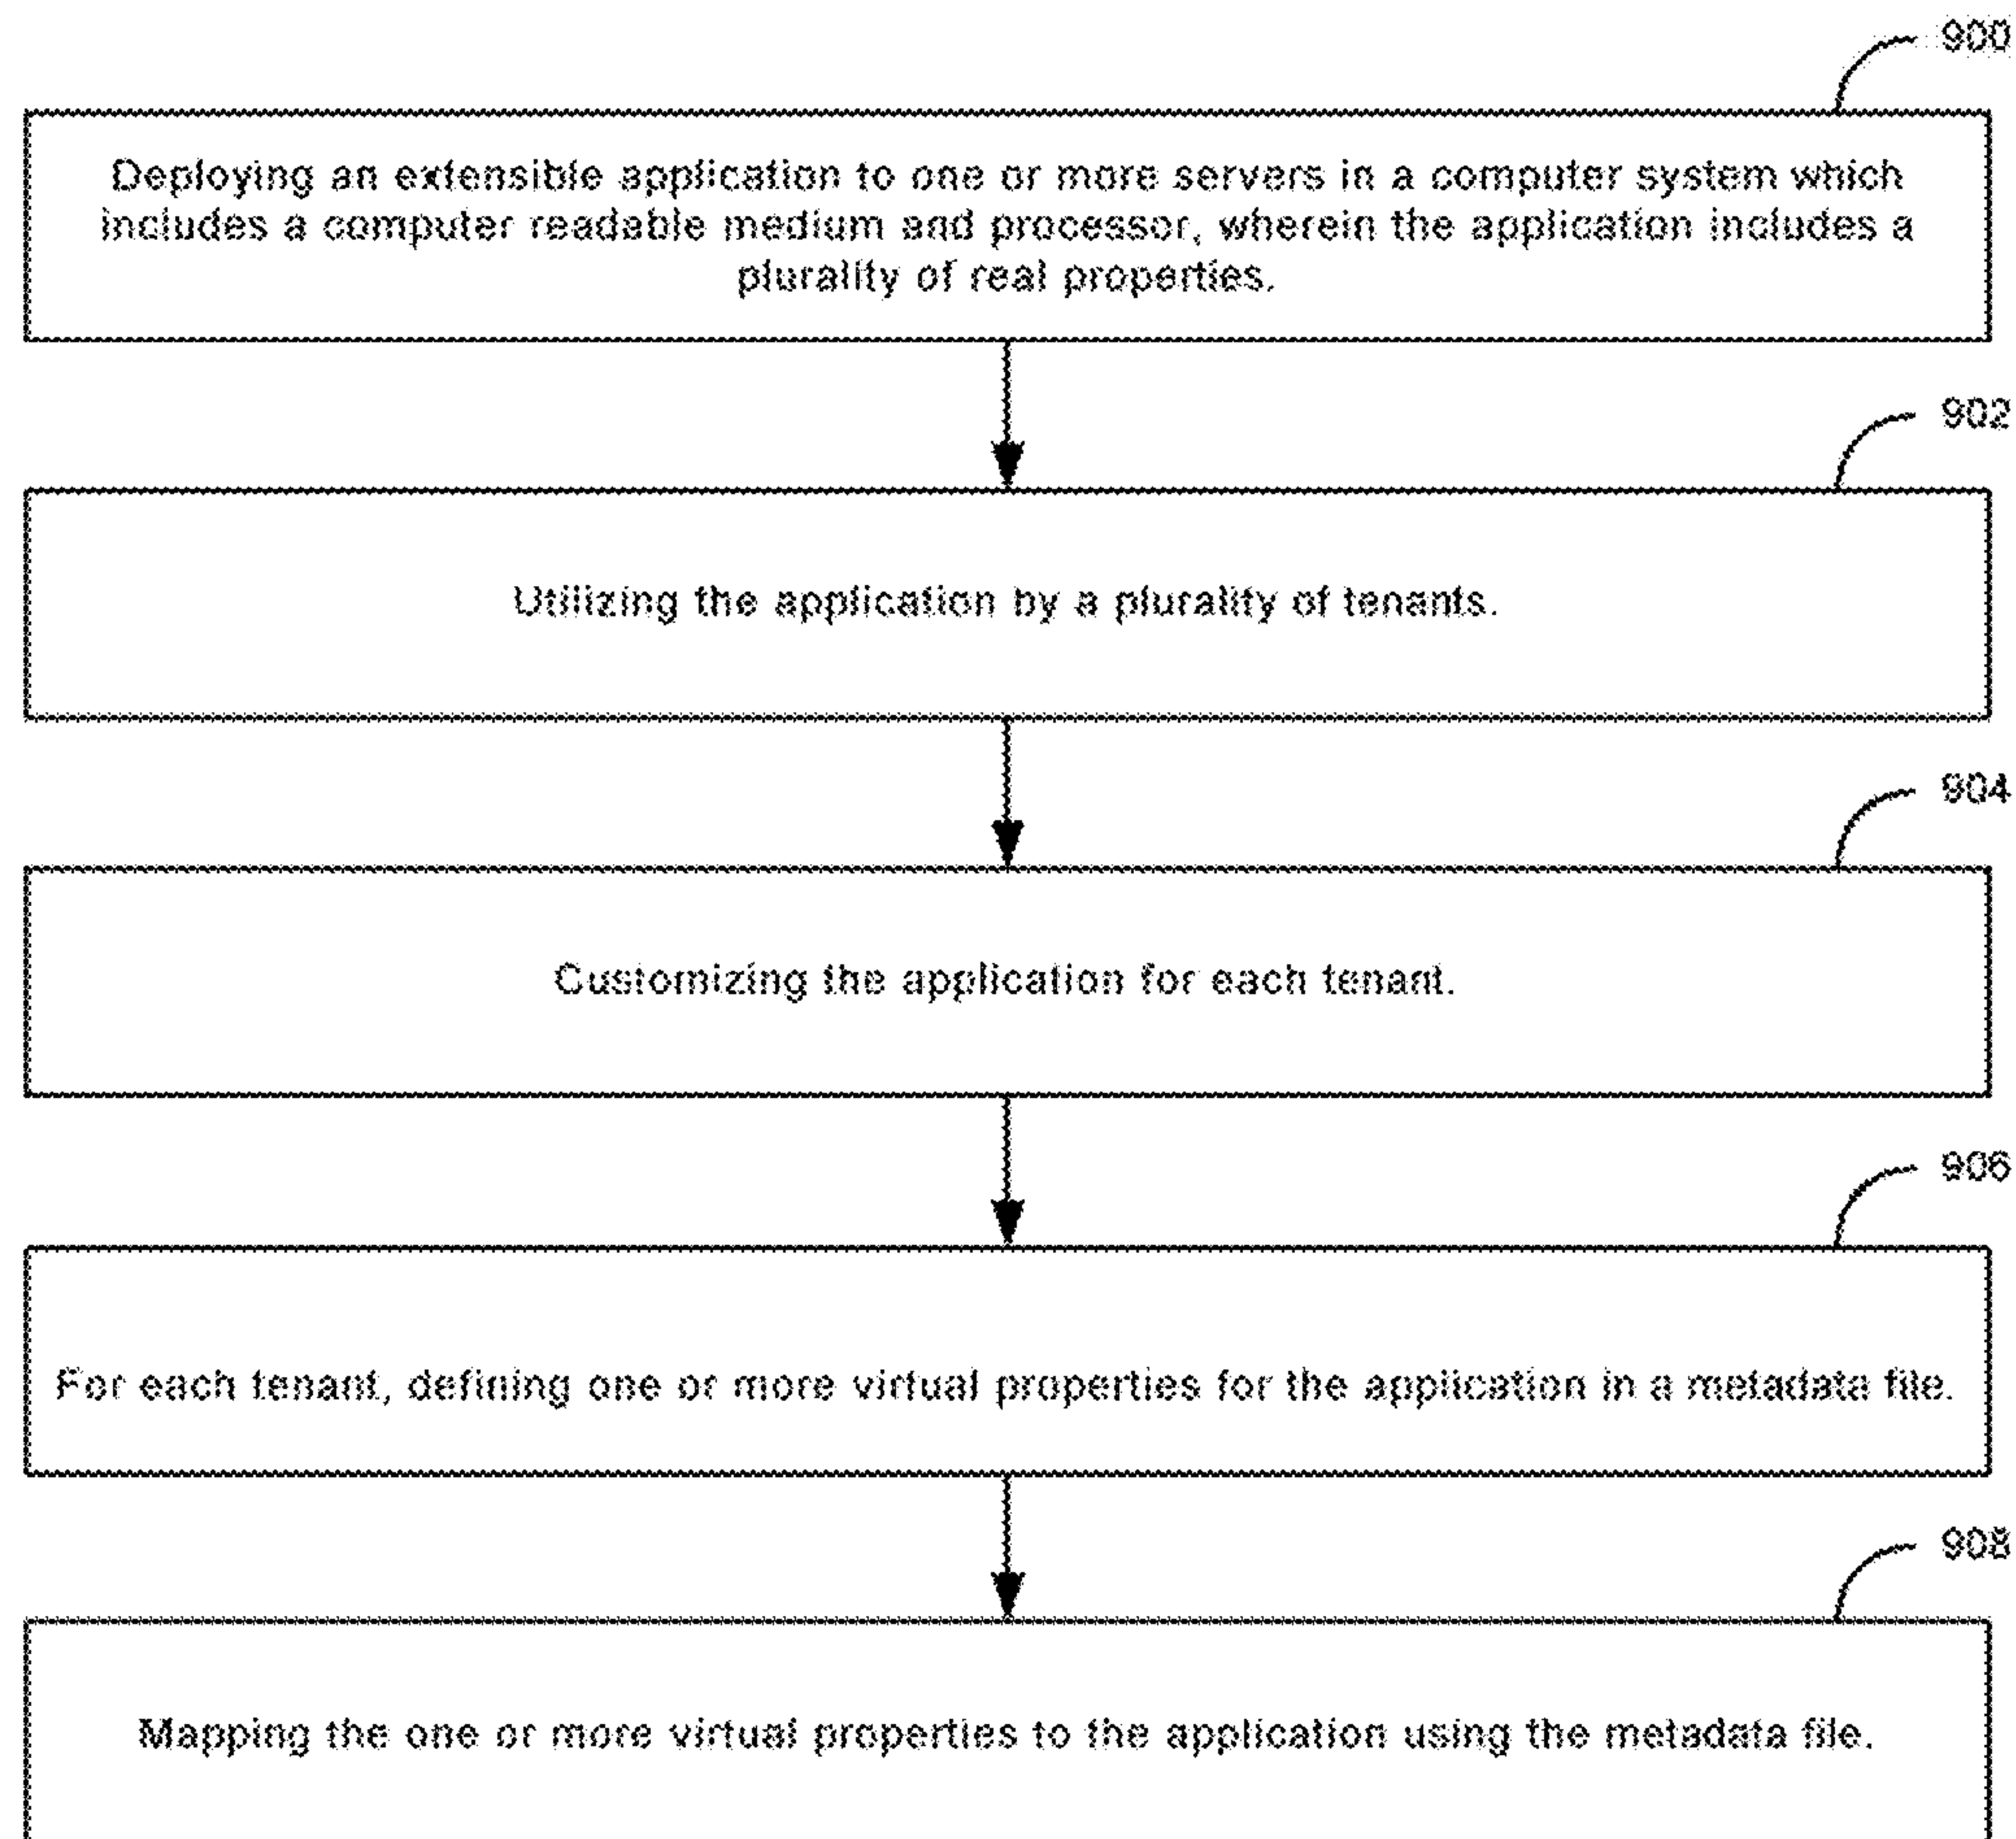 900
Deploying an extensible application to one or more servers in a computer system which
includes a computer readable medium and processor, wherein the application includes a
plurality of real properties.
902
Utilizing the application by a plurality of tenants.
904
Customizing the application for each tenant.
906
For each tenant, defining one or more virtual properties for the application in a metadata file.
908
Mapping the one or more virtual properties to the application using the metadata file.